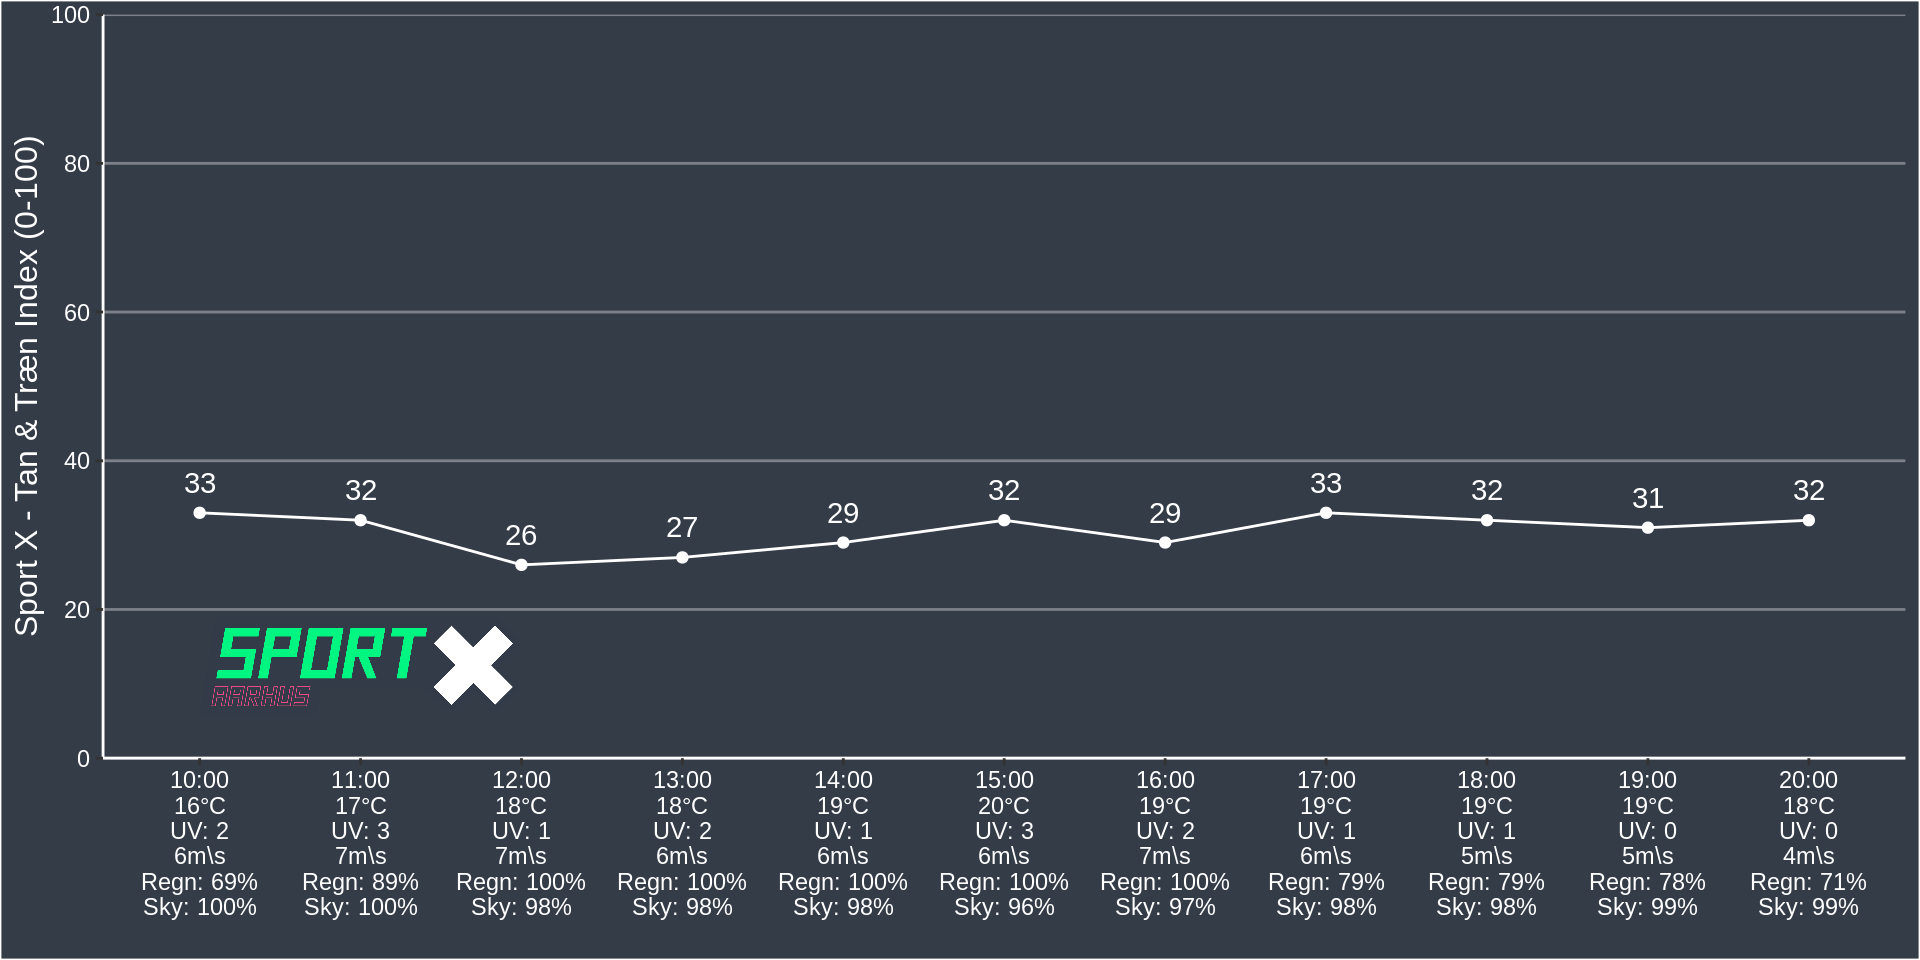 Sport X - Tan & Træn Index (0-100)
100
80
60
40
20
0
33 32 26 27 29 32 29 33 32 31 32
SPORT X
AARHUS
10:00 11:00 12:00 13:00 14:00 15:00 16:00 17:00 18:00 19:00 20:00
16°C 17°C 18°C 18°C 19°C 20°C 19°C 19°C 19°C 19°C 18°C
UV: 2 UV: 3 UV: 1 UV: 2 UV: 1 UV: 3 UV: 2 UV: 1 UV: 1 UV: 0 UV: 0
6m\s 7m\s 7m\s 6m\s 6m\s 6m\s 7m\s 6m\s 5m\s 5m\s 4m\s
Regn: 69% Regn: 89% Regn: 100% Regn: 100% Regn: 100% Regn: 100% Regn: 100% Regn: 79% Regn: 79% Regn: 78% Regn: 71%
Sky: 100% Sky: 100% Sky: 98% Sky: 98% Sky: 98% Sky: 96% Sky: 97% Sky: 98% Sky: 98% Sky: 99% Sky: 99%